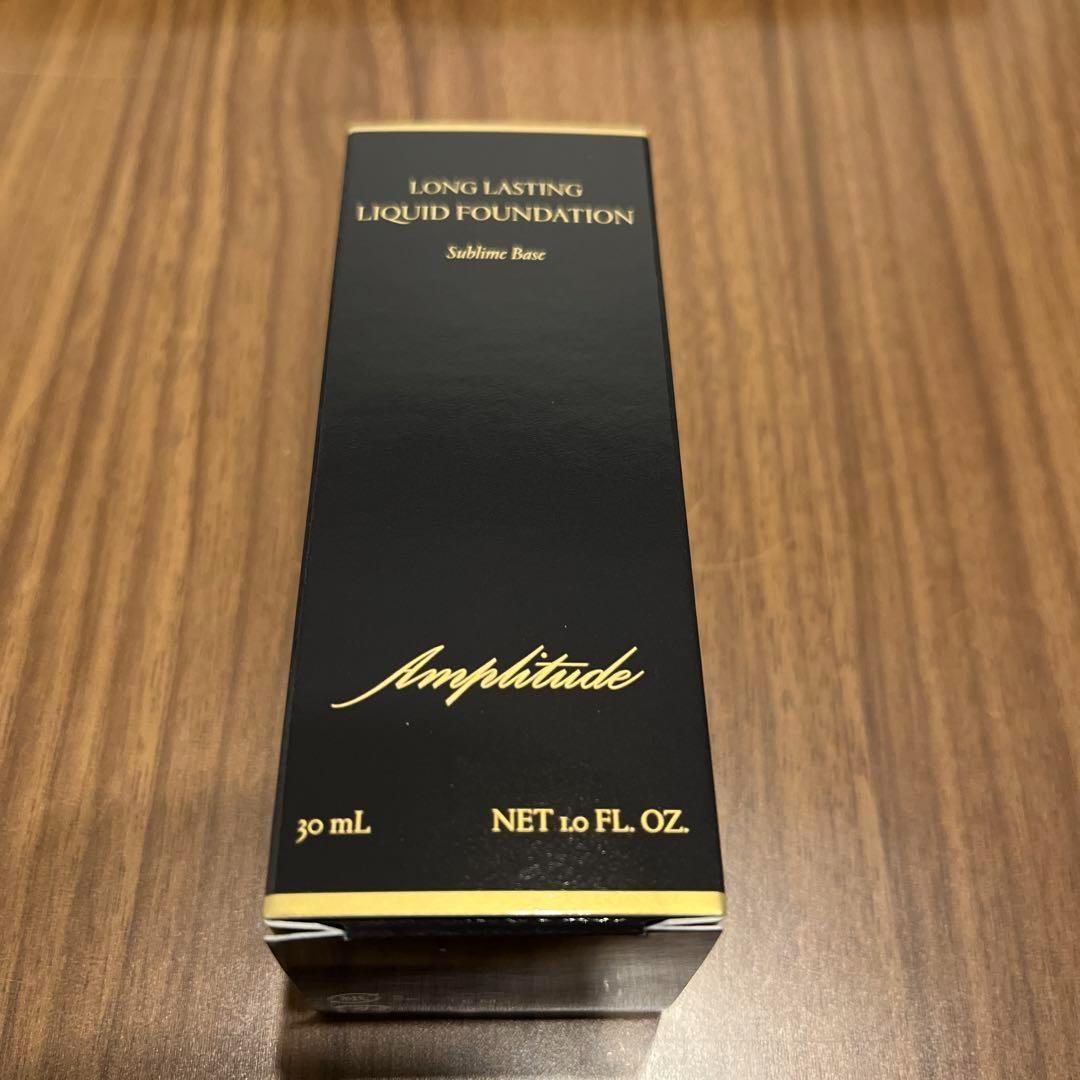 LONG LASTING
LIQUID FOUNDATION
Sublime Base
Amplitude
30 mL NET 1.0 FL. OZ.